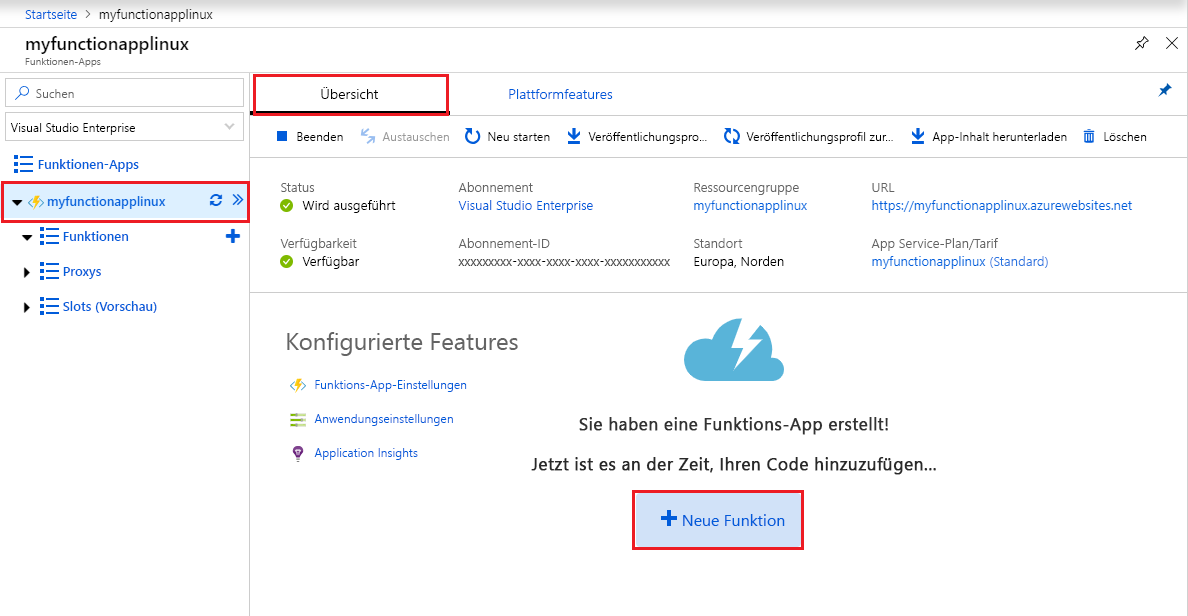 Startseite > myfunctionapplinux
myfunctionapplinux
Funktionen-Apps
Suchen
Visual Studio Enterprise
Funktionen-Apps
myfunctionapplinux
Funktionen
Proxys
Slots (Vorschau)
Übersicht
Plattformfeatures
Beenden
Austauschen
Neu starten
Veröffentlichungspro...
Veröffentlichungsprofil zur...
App-Inhalt herunterladen
Löschen
Status
Wird ausgeführt
Abonnement
Visual Studio Enterprise
Ressourcengruppe
myfunctionapplinux
URL
https://myfunctionapplinux.azurewebsites.net
Verfügbarkeit
Verfügbar
Abonnement-ID
xxxxxxxxx-xxxx-xxxx-xxxx-xxxxxxxxxxx
Standort
Europa, Norden
App Service-Plan/Tarif
myfunctionapplinux (Standard)
Konfigurierte Features
Funktions-App-Einstellungen
Anwendungseinstellungen
Application Insights
Sie haben eine Funktions-App erstellt!
Jetzt ist es an der Zeit, Ihren Code hinzuzufügen...
Neue Funktion